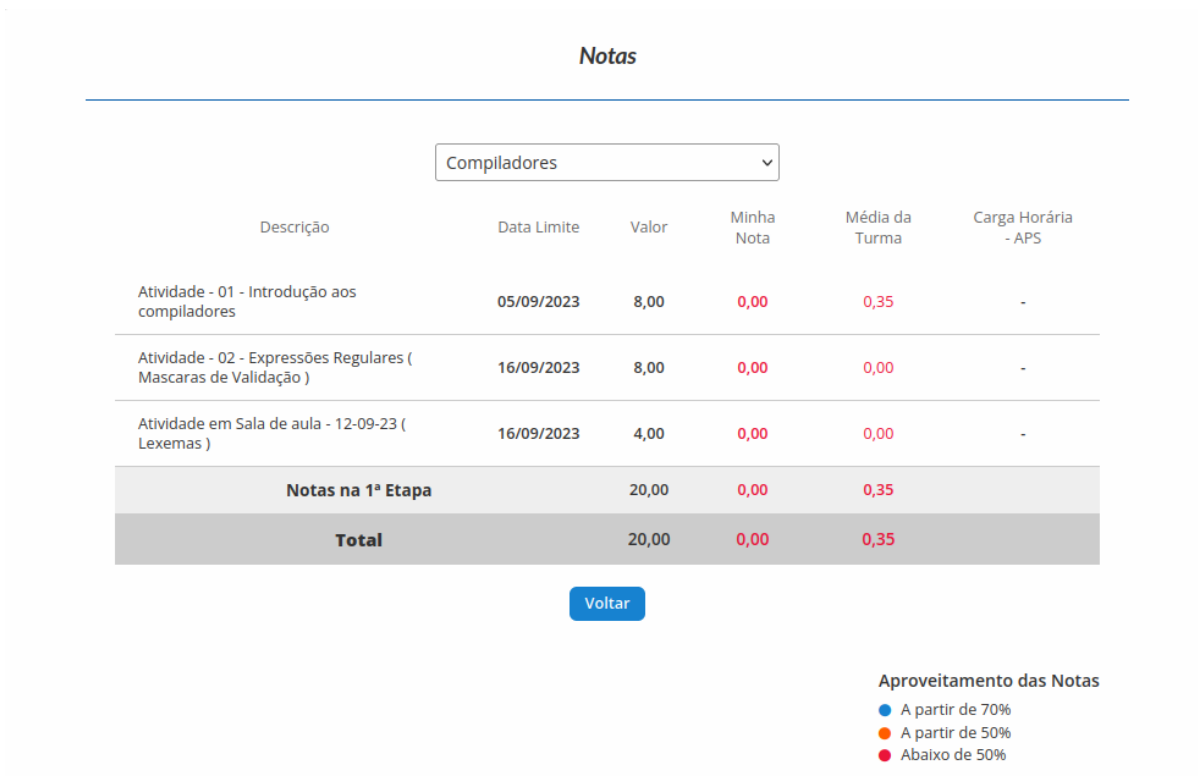 Notas
Compiladores
Descrição Data Limite Valor Minha Nota Média da Turma Carga Horária - APS
Atividade - 01 - Introdução aos
compiladores 05/09/2023 8,00 0,00 0,35 -
Atividade - 02 - Expressões Regulares (
Mascaras de Validação ) 16/09/2023 8,00 0,00 0,00 -
Atividade em Sala de aula - 12-09-23 (
Lexemas ) 16/09/2023 4,00 0,00 0,00 -
Notas na 1ª Etapa 20,00 0,00 0,35
Total 20,00 0,00 0,35
Voltar
Aproveitamento das Notas
A partir de 70%
A partir de 50%
Abaixo de 50%